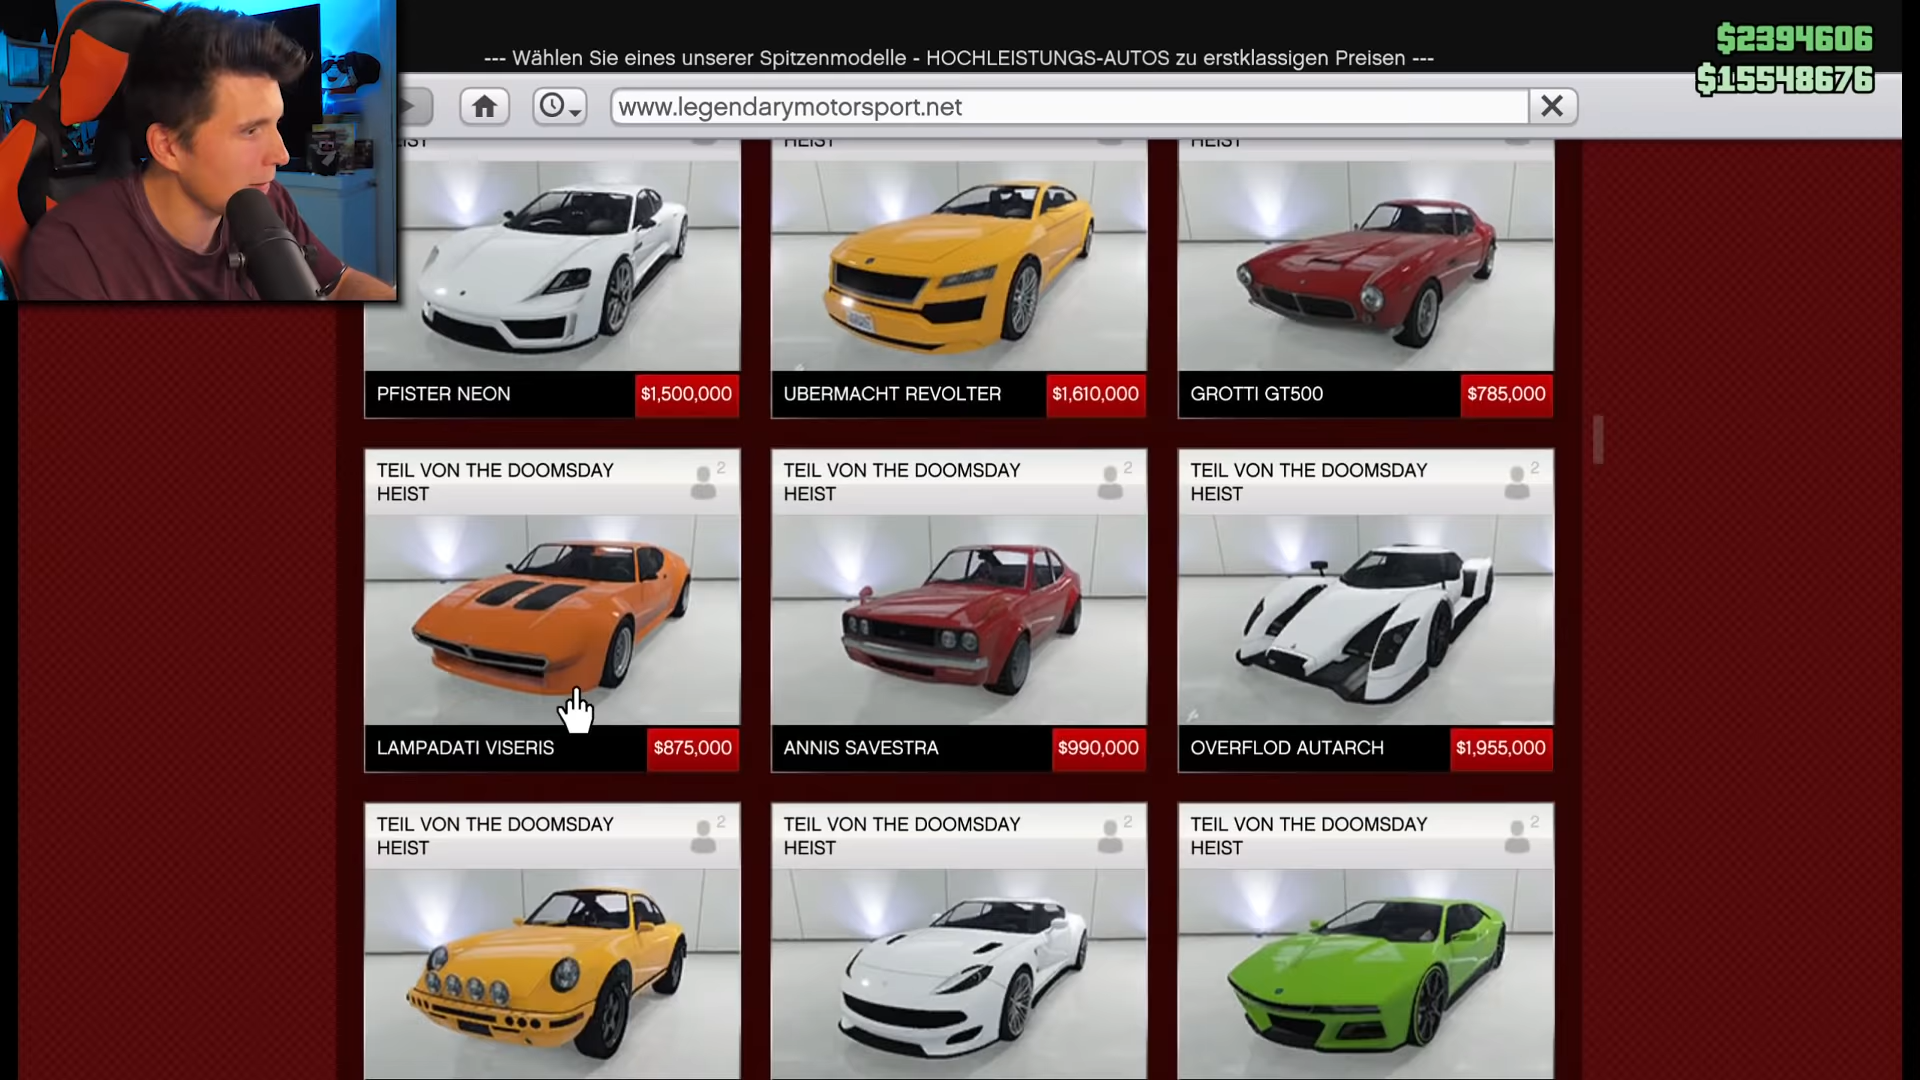 $2394606
--- Wählen Sie eines unserer Spitzenmodelle - HOCHLEISTUNGS-AUTOS zu erstklassigen Preisen ---
$15548676
www.legendarymotorsport.net
HEIST
HEIST
HEIST
PFISTER NEON
$1,500,000
UBERMACHT REVOLTER
$1,610,000
GROTTI GT500
$785,000
TEIL VON THE DOOMSDAY
HEIST
2
TEIL VON THE DOOMSDAY
HEIST
2
TEIL VON THE DOOMSDAY
HEIST
2
LAMPADATI VISERIS
$875,000
ANNIS SAVESTRA
$990,000
OVERFLOD AUTARCH
$1,955,000
TEIL VON THE DOOMSDAY
HEIST
2
TEIL VON THE DOOMSDAY
HEIST
2
TEIL VON THE DOOMSDAY
HEIST
2